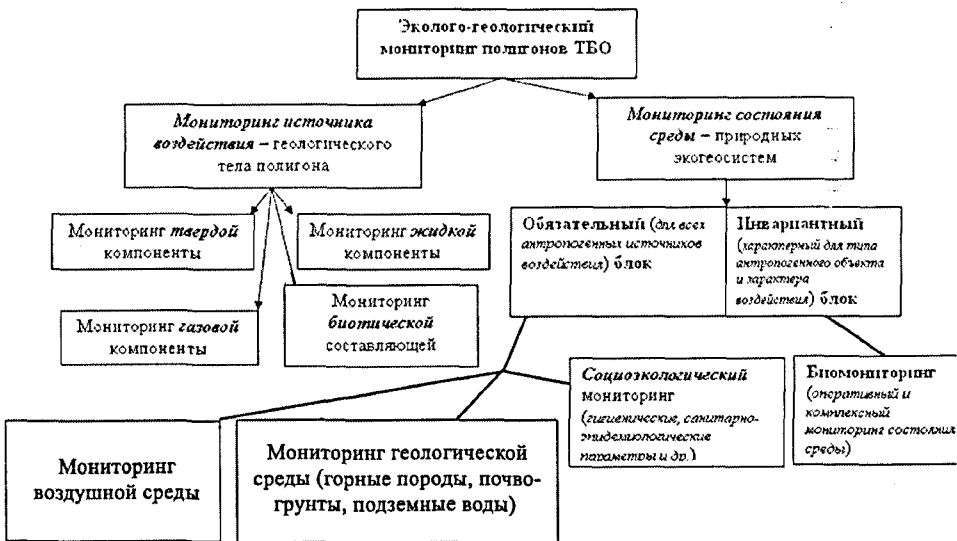 Эколого-геологический
мониторинг полигонов ТБО
Мониторинг источника
воздействия – геологического
тела полигона
Мониторинг состояния
среды – природных
экогеосистем
Мониторинг твердой
компоненты
Мониторинг жидкой
компоненты
Мониторинг газовой
компоненты
Мониторинг
биотической
составляющей
Обязательный (для всех
антропогенных источников
воздействия) блок
Инвариантный
(характерный для типа
антропогенного объекта
и характера
воздействия) блок
Социоэкологический
мониторинг
(гигиенические, санитарно-
эпидемиологические
параметры и др.)
Биомониторинг
(оперативный и
комплексный
мониторинг состояния
среды)
Мониторинг
воздушной среды
Мониторинг геологической
среды (горные породы, почво-
грунты, подземные воды)